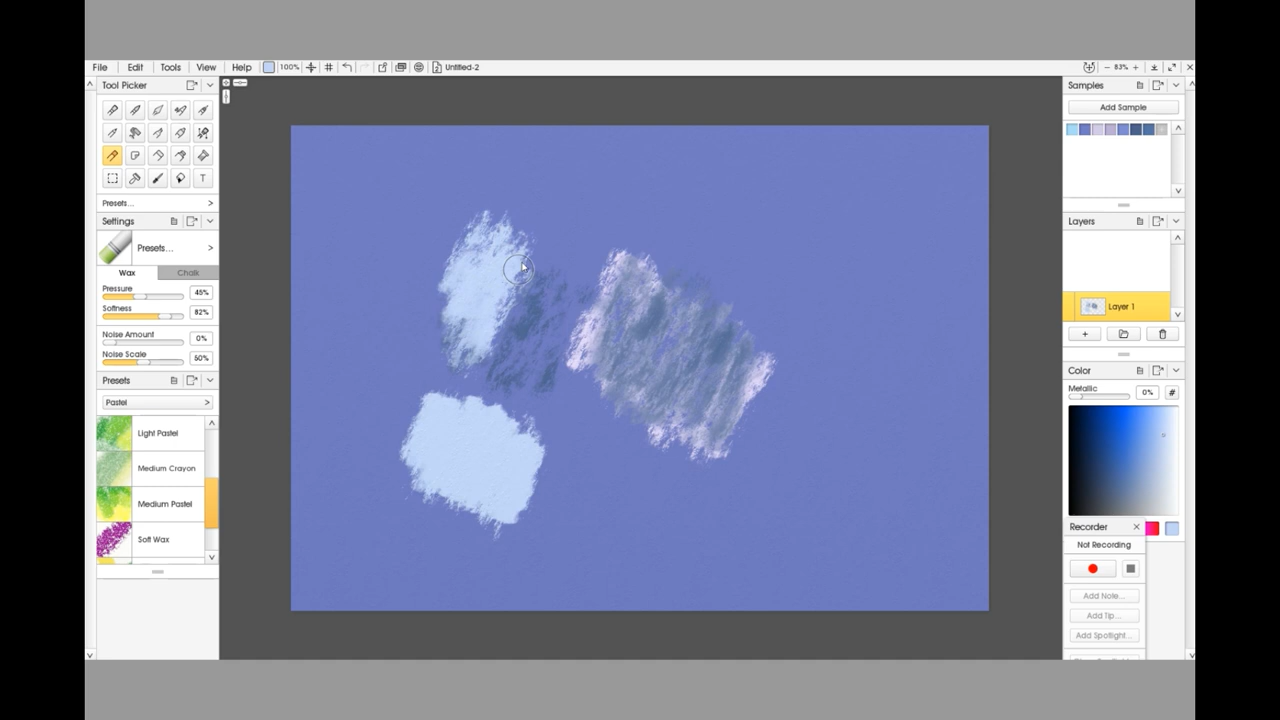 File Edit Tools View Help 100% Untitled-2 83%
Tool Picker
Presets...
Settings
Presets...
Wax Chalk
Pressure
45%
Softness
82%
Noise Amount
0%
Noise Scale
50%
Presets
Pastel
Light Pastel
Medium Crayon
Medium Pastel
Soft Wax
T
Samples
Add Sample
Layers
Layer 1
Color
Metallic
0% #
Recorder
Not Recording
Add Note...
Add Tip...
Add Spotlight...